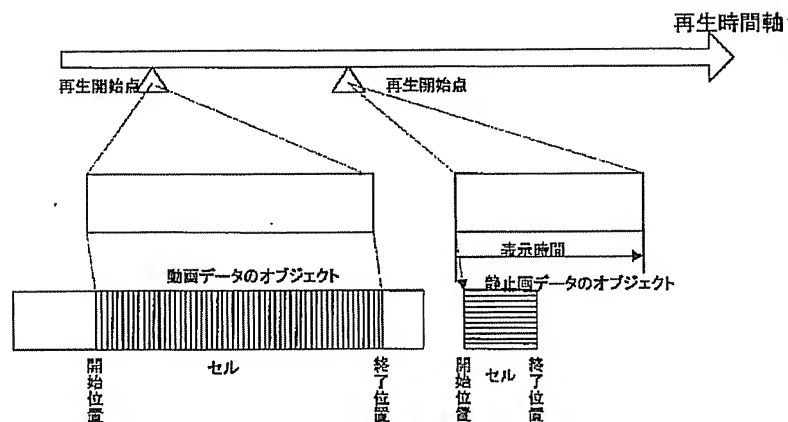 再生時間軸
再生開始点
再生開始点
表示時間
動画データのオブジェクト
静止画データのオブジェクト
開始位置
セル
終了位置
開始位置
セル
終了位置